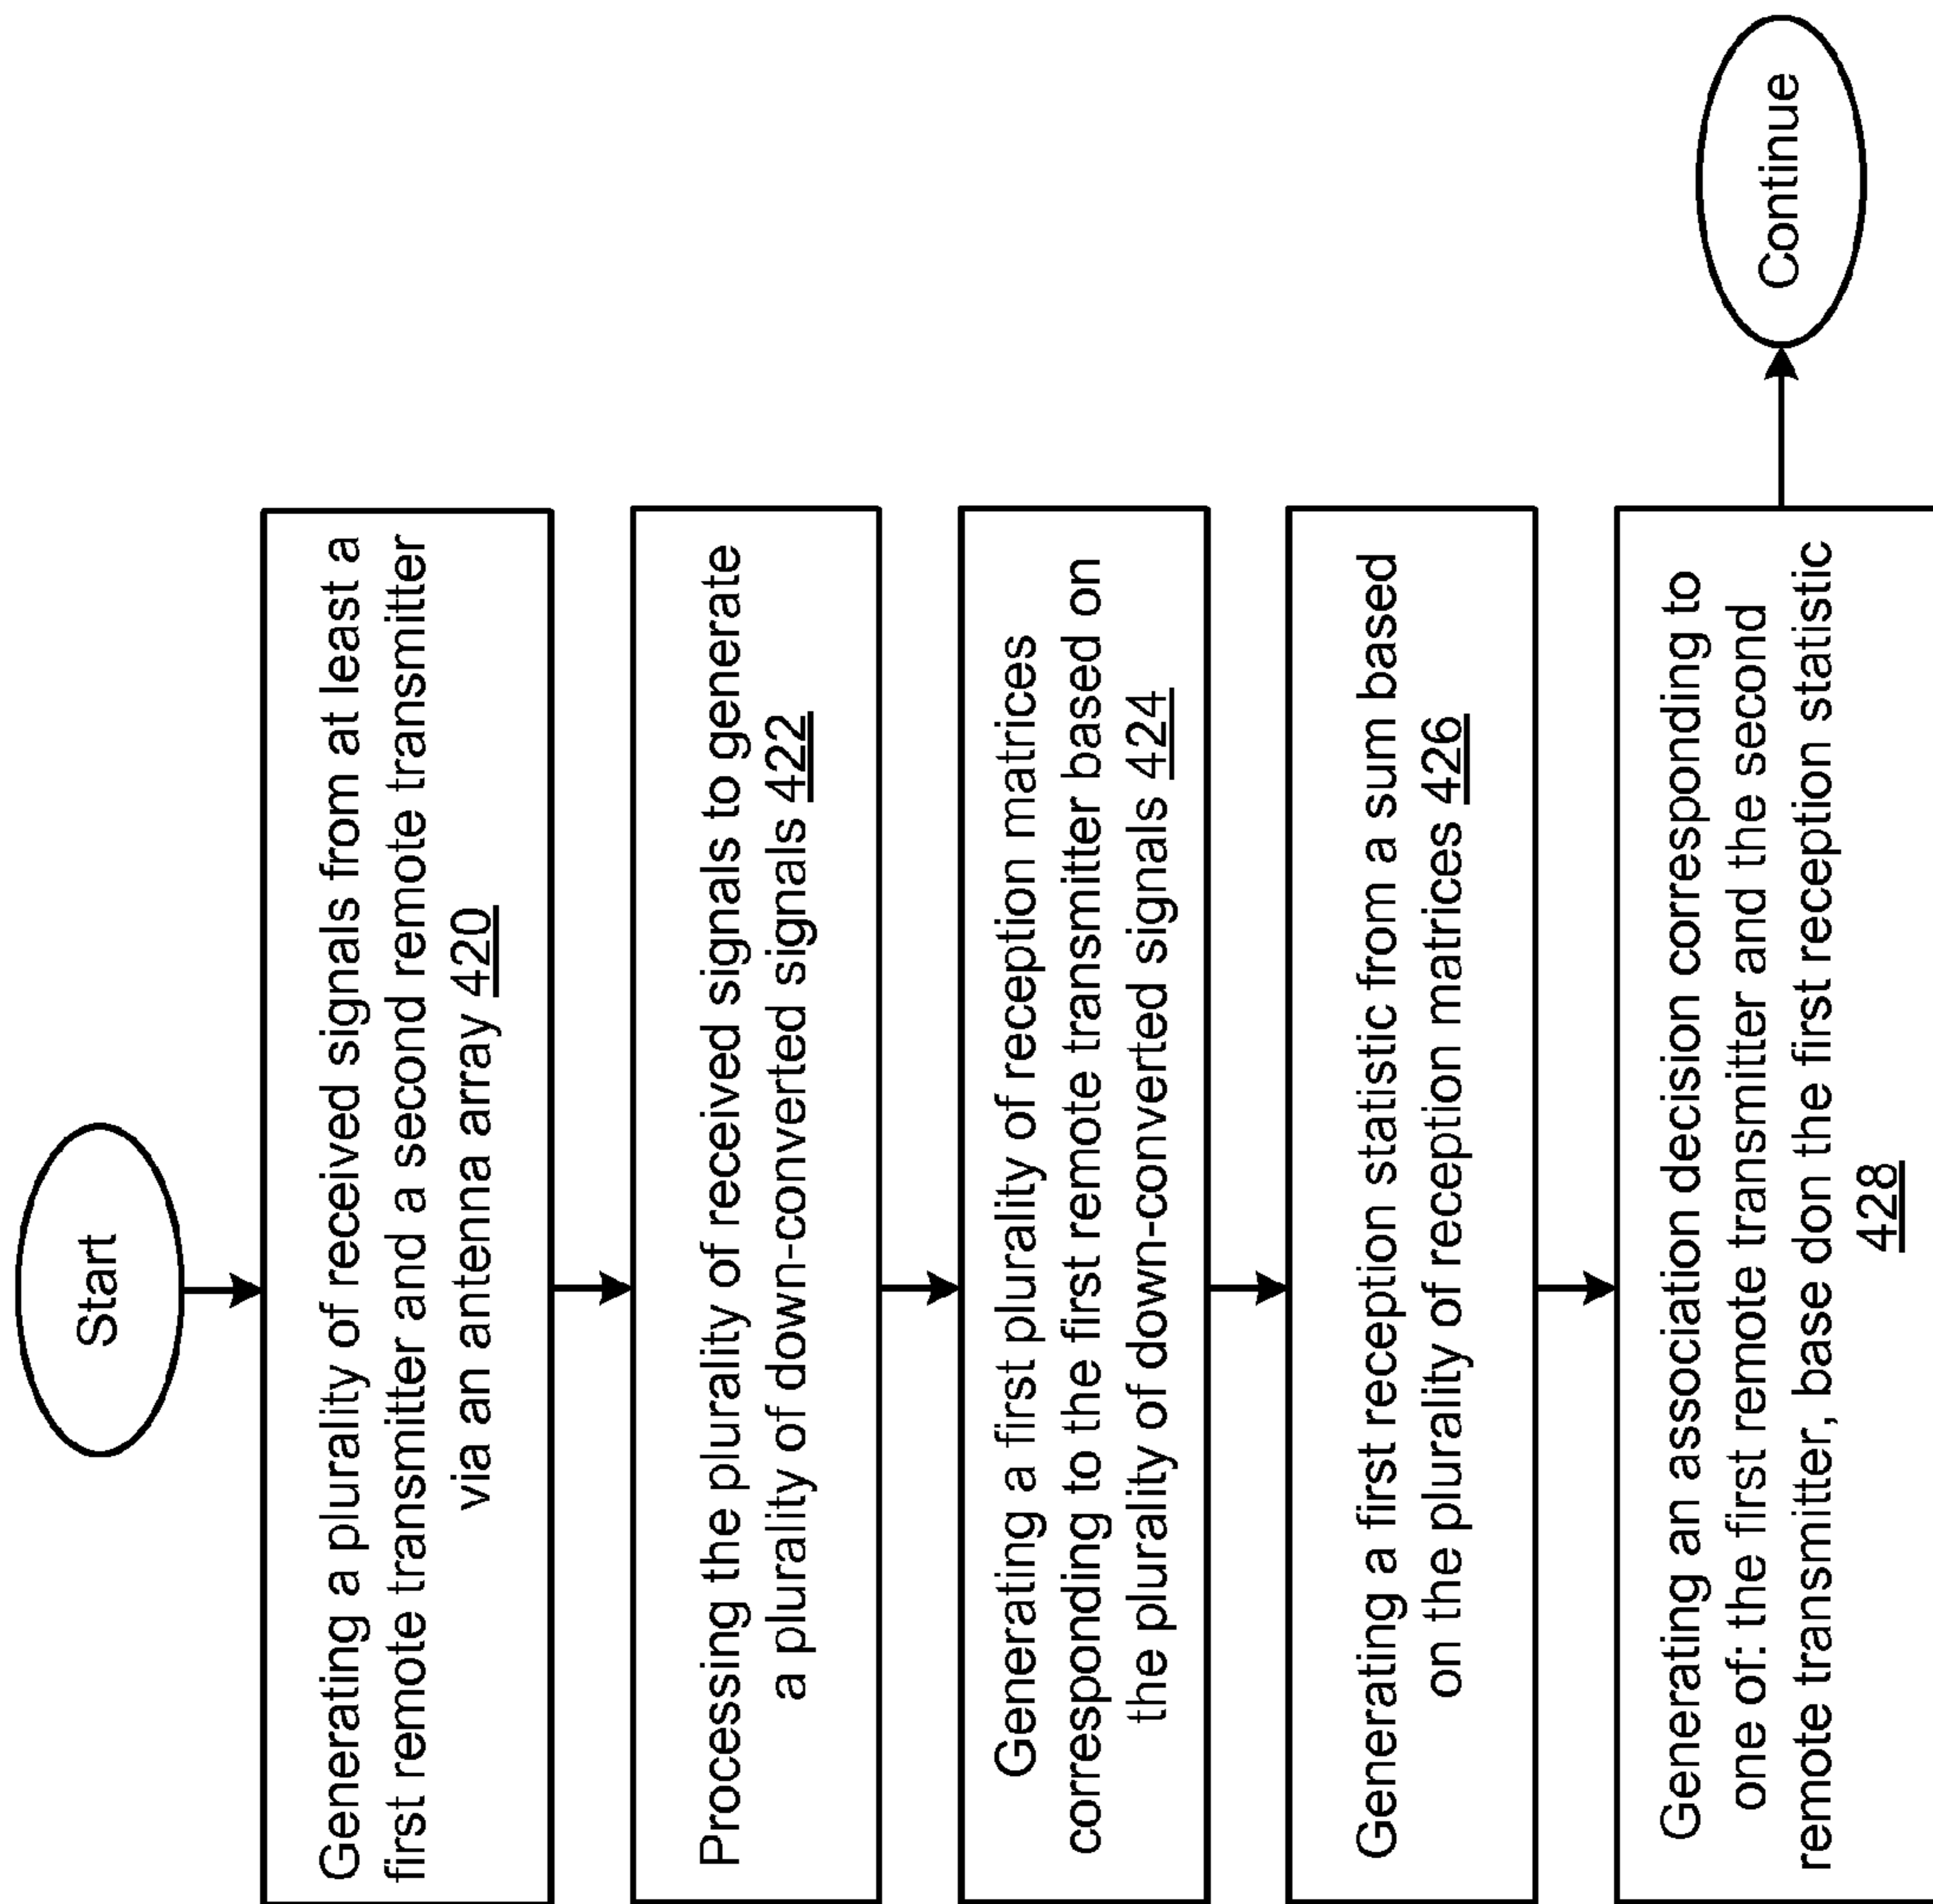 Start
Generating a plurality of received signals from at least a
first remote transmitter and a second remote transmitter
via an antenna array 420
Processing the plurality of received signals to generate
a plurality of down-converted signals 422
Generating a first plurality of reception matrices
corresponding to the first remote transmitter based on
the plurality of down-converted signals 424
Generating a first reception statistic from a sum based
on the plurality of reception matrices 426
Generating an association decision corresponding to
one of: the first remote transmitter and the second
remote transmitter, base don the first reception statistic
428
Continue